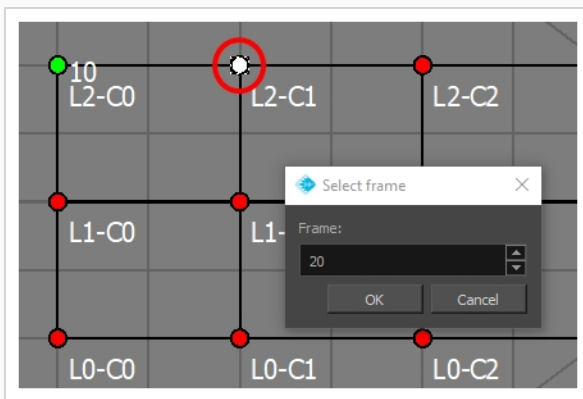 10
L2-C0
L2-C1
L2-C2
Select frame
L1-C0
L1-
Frame:
20
OK
Cancel
L0-C0
L0-C1
L0-C2